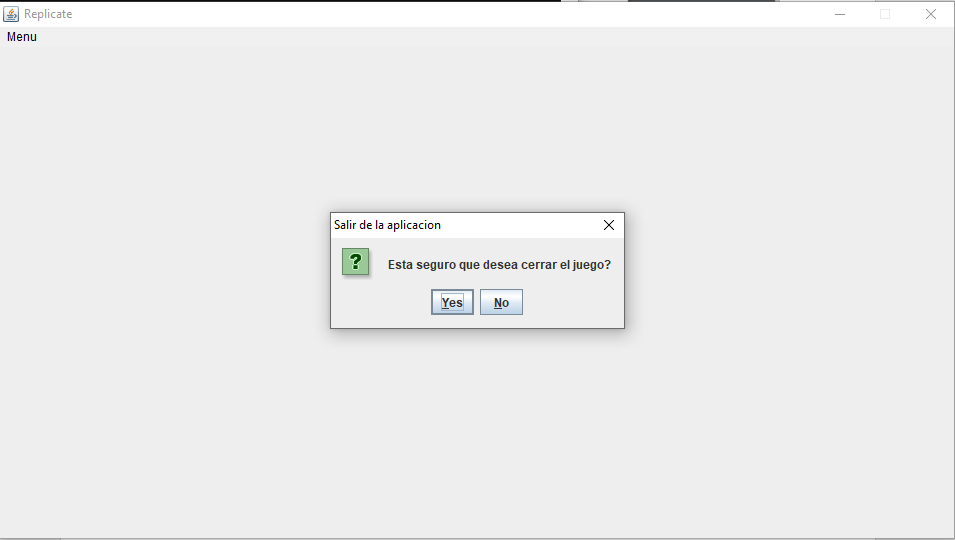 Replicate
Menu
Salir de la aplicacion
?
Esta seguro que desea cerrar el juego?
Yes No